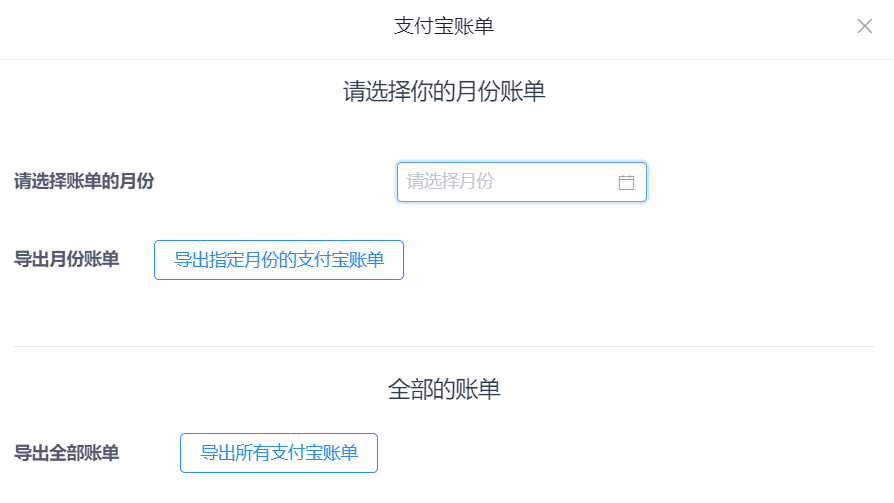 支付宝账单
请选择你的月份账单
请选择账单的月份 请选择月份
导出月份账单 导出指定月份的支付宝账单
全部的账单
导出全部账单 导出所有支付宝账单